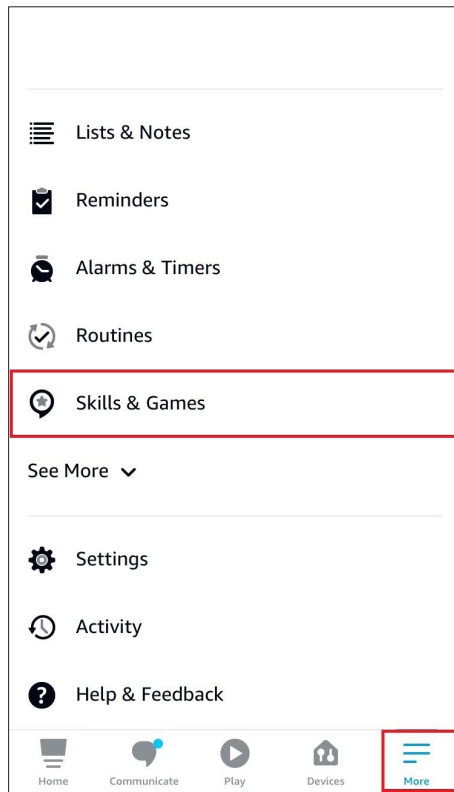 Lists & Notes
Reminders
Alarms & Timers
Routines
Skills & Games
See More
Settings
Activity
Help & Feedback
Home Communicate Play Devices More